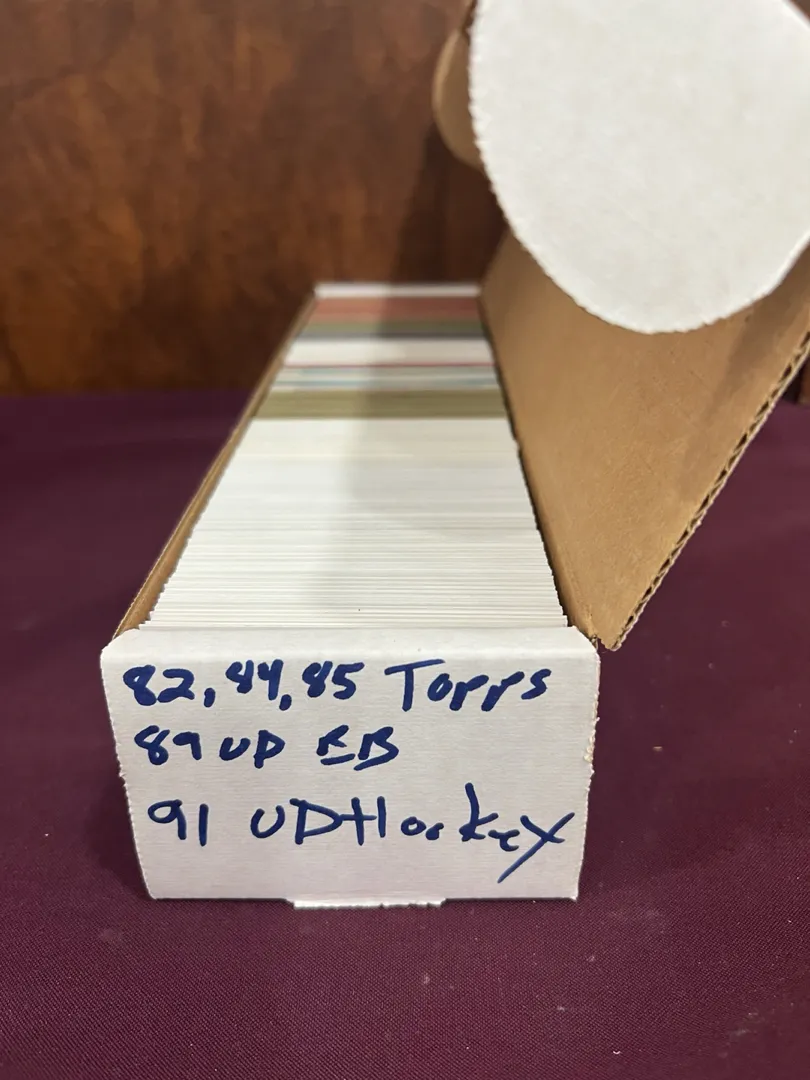 82, 84, 85 Topps
89 UD BB
91 UD Hockey